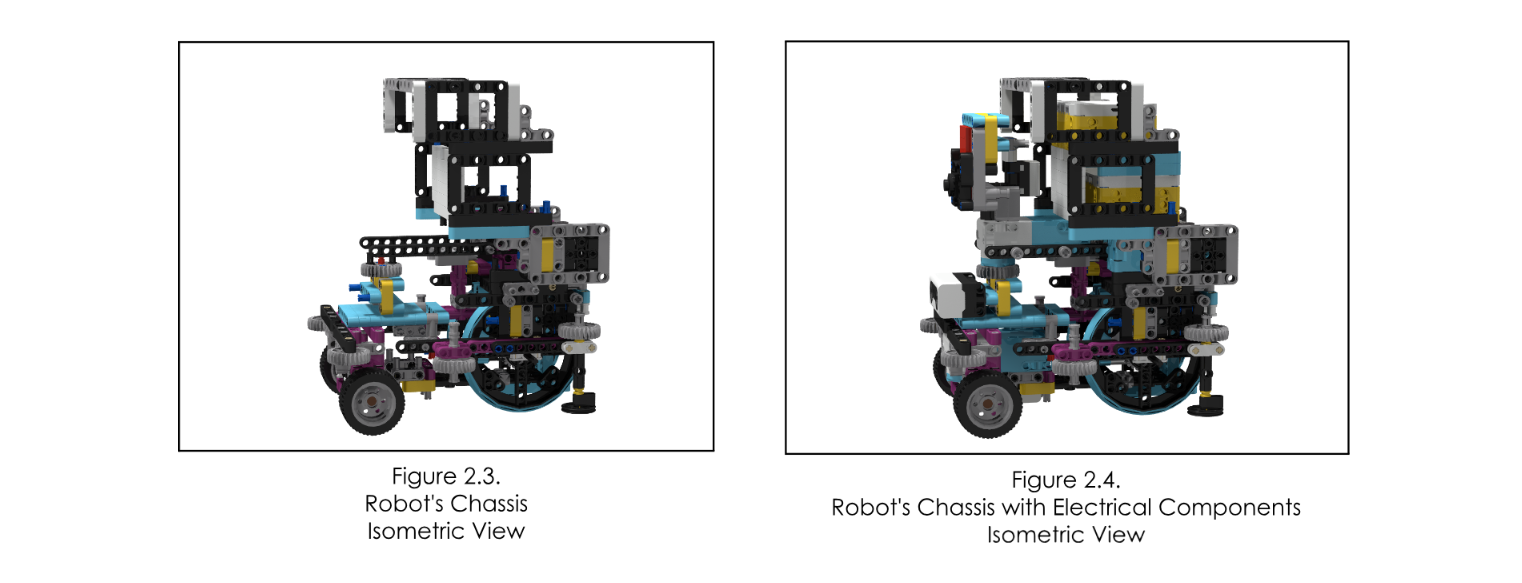 Figure 2.3.
Robot's Chassis
Isometric View
Figure 2.4.
Robot's Chassis with Electrical Components
Isometric View